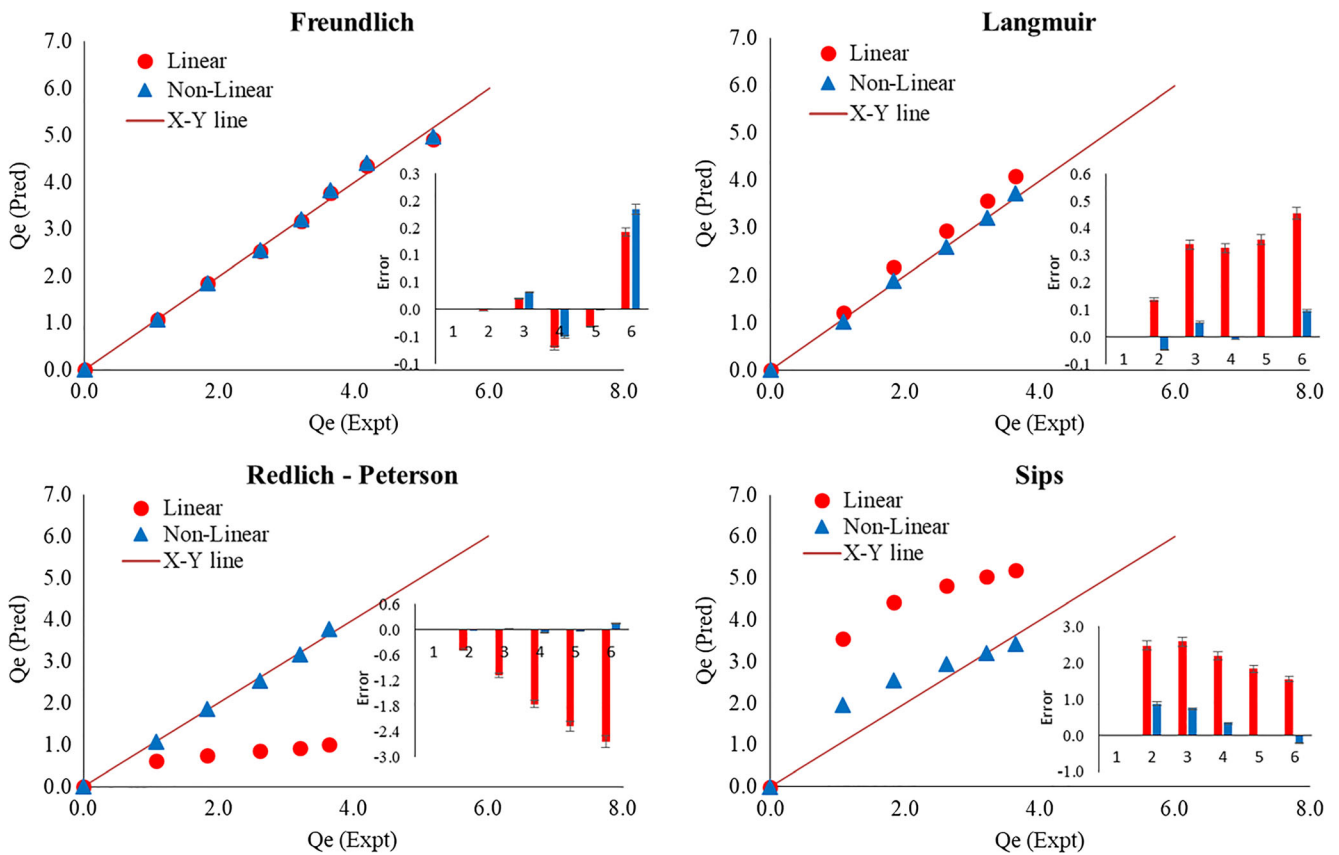 Freundlich
7.0
6.0
5.0
4.0
3.0
2.0
1.0
0.0
Qe (Pred)
Linear
Non-Linear
X-Y line
0.3
0.2
0.2
0.1
0.1
0.0
-0.1
-0.1
Error
1 2 3 4 5 6
0.0 2.0 4.0 6.0 8.0
Qe (Expt)
Langmuir
7.0
6.0
5.0
4.0
3.0
2.0
1.0
0.0
Qe (Pred)
Linear
Non-Linear
X-Y line
0.6
0.5
0.4
0.3
0.2
0.1
0.0
-0.1
Error
1 2 3 4 5 6
0.0 2.0 4.0 6.0 8.0
Qe (Expt)
Redlich - Peterson
7.0
6.0
5.0
4.0
3.0
2.0
1.0
0.0
Qe (Pred)
Linear
Non-Linear
X-Y line
0.6
0.0
-0.6
-1.2
-1.8
-2.4
-3.0
Error
1 2 3 4 5 6
0.0 2.0 4.0 6.0 8.0
Qe (Expt)
Sips
7.0
6.0
5.0
4.0
3.0
2.0
1.0
0.0
Qe (Pred)
Linear
Non-Linear
X-Y line
3.0
2.0
1.0
0.0
-1.0
Error
1 2 3 4 5 6
0.0 2.0 4.0 6.0 8.0
Qe (Expt)